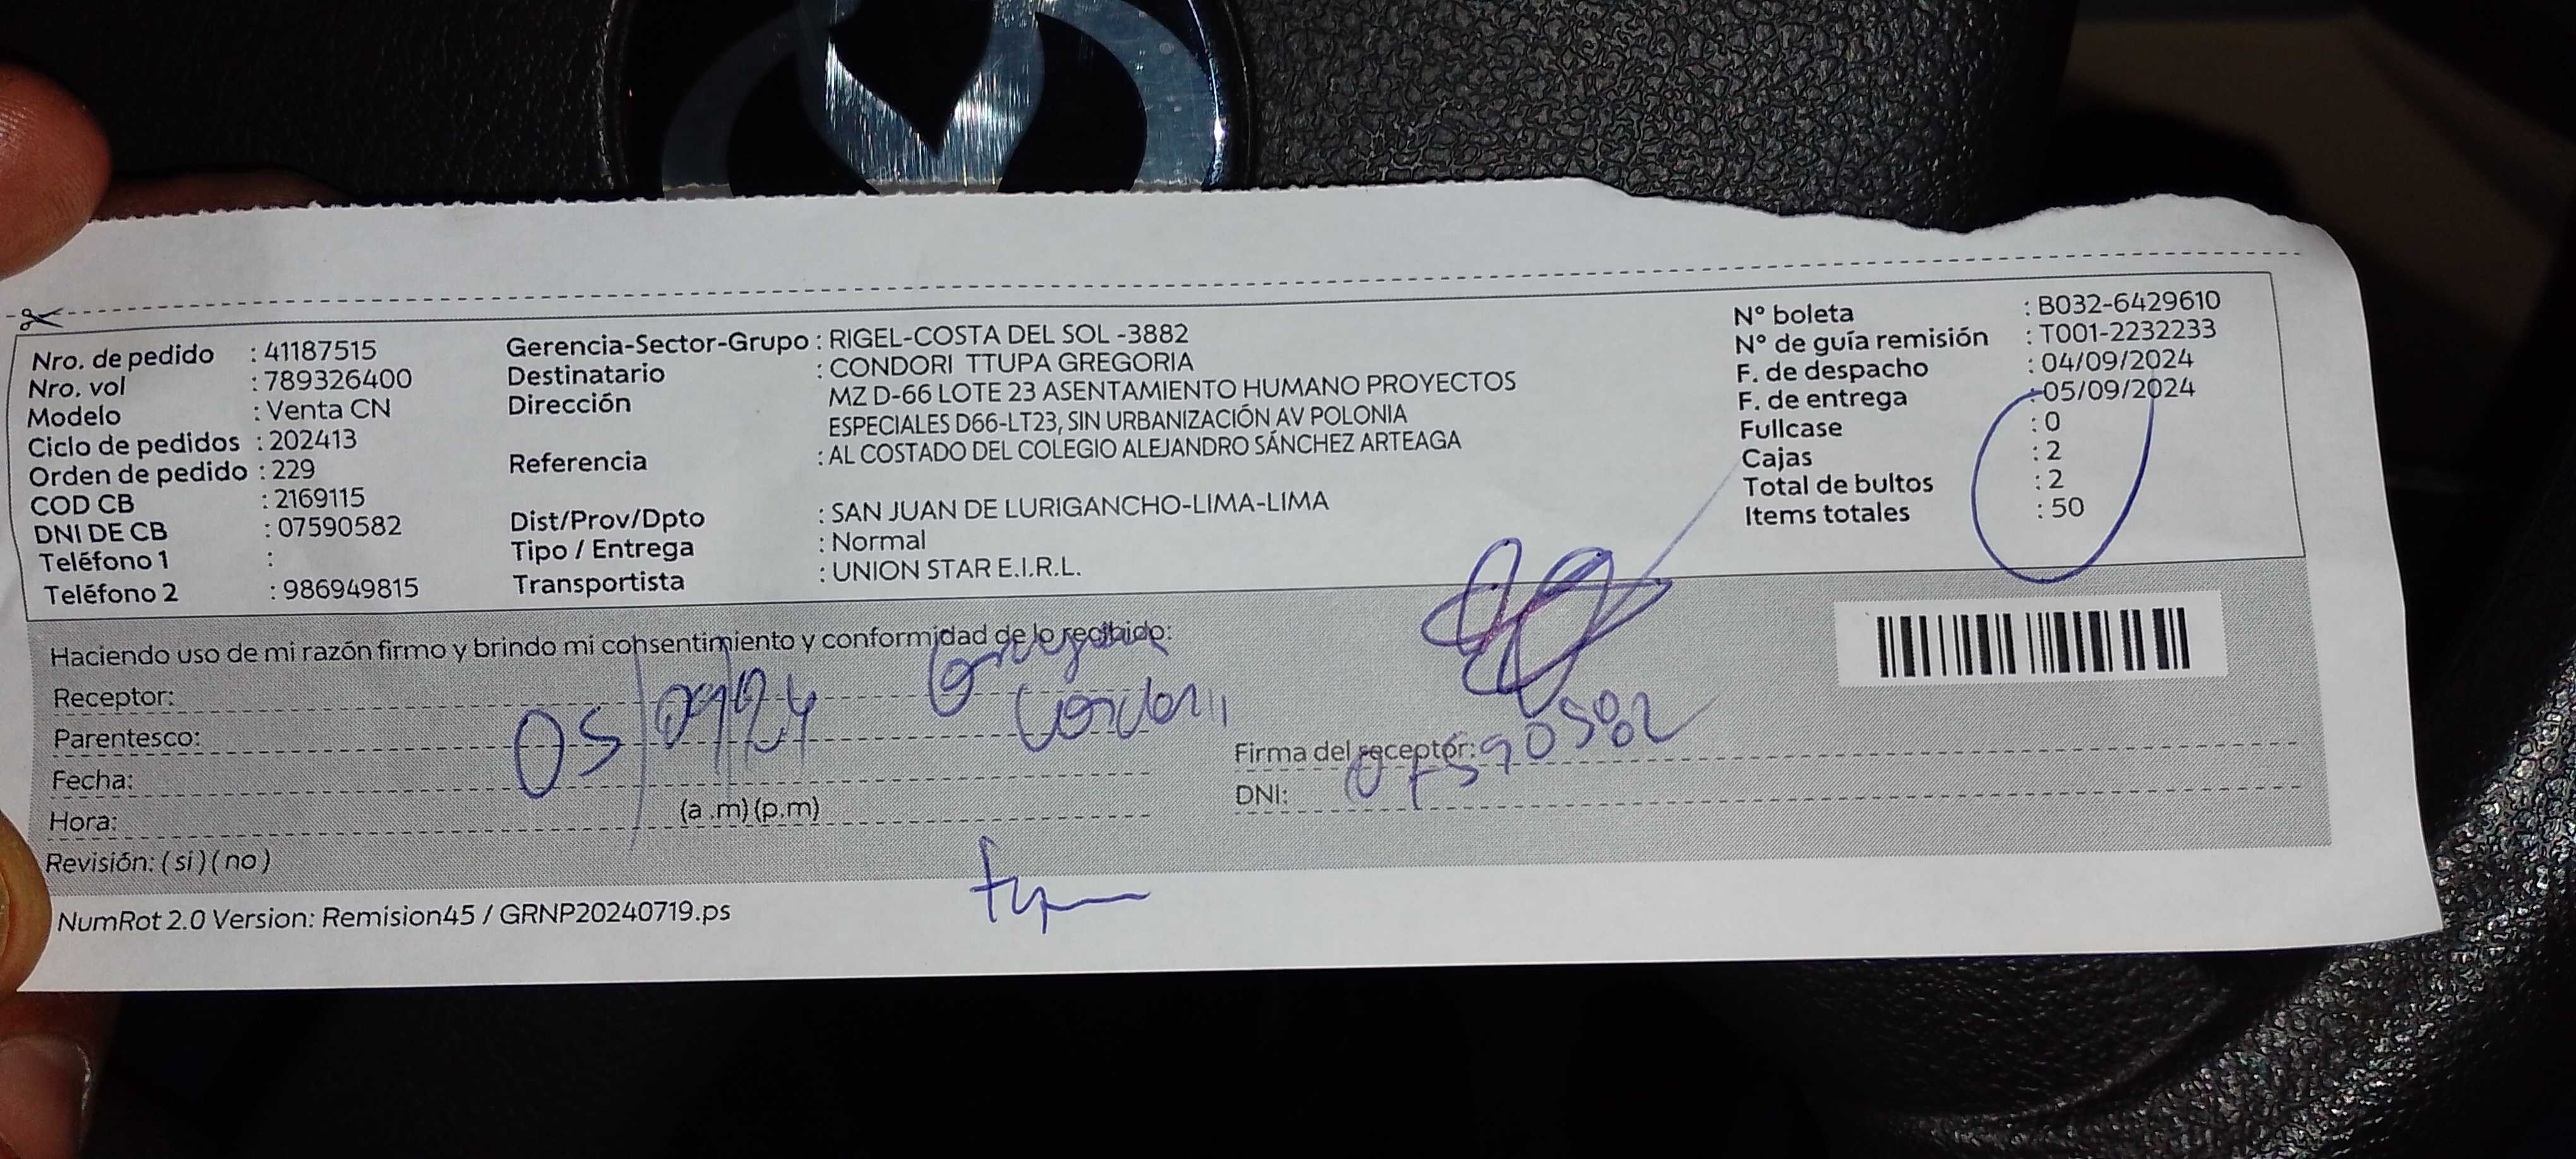 Nro. de pedido : 41187515
Nro. vol : 789326400
Modelo : Venta CN
Ciclo de pedidos : 202413
Orden de pedido : 229
COD CB : 2169115
DNI DE CB : 07590582
Teléfono 1 :
Teléfono 2 : 986949815
Gerencia-Sector-Grupo : RIGEL-COSTA DEL SOL -3882
Destinatario : CONDORI TTUPA GREGORIA
Dirección MZ D-66 LOTE 23 ASENTAMIENTO HUMANO PROYECTOS
ESPECIALES D66-LT23, SIN URBANIZACIÓN AV POLONIA
Referencia : AL COSTADO DEL COLEGIO ALEJANDRO SÁNCHEZ ARTEAGA
Dist/Prov/Dpto : SAN JUAN DE LURIGANCHO-LIMA-LIMA
Tipo / Entrega : Normal
Transportista : UNION STAR E.I.R.L.
N° boleta : B032-6429610
N° de guía remisión : T001-2232233
F. de despacho : 04/09/2024
F. de entrega : 05/09/2024
Fullcase : 0
Cajas : 2
Total de bultos : 2
Items totales : 50
Haciendo uso de mi razón firmo y brindo mi consentimiento y conformidad de lo recibido:
Receptor: Gregoria
Condori
Parentesco:
Fecha: 05/09/24
Hora: (a .m) (p.m)
Revisión: ( si ) ( no )
Firma del receptor:
DNI: 07590582
NumRot 2.0 Version: Remision45 / GRNP20240719.ps